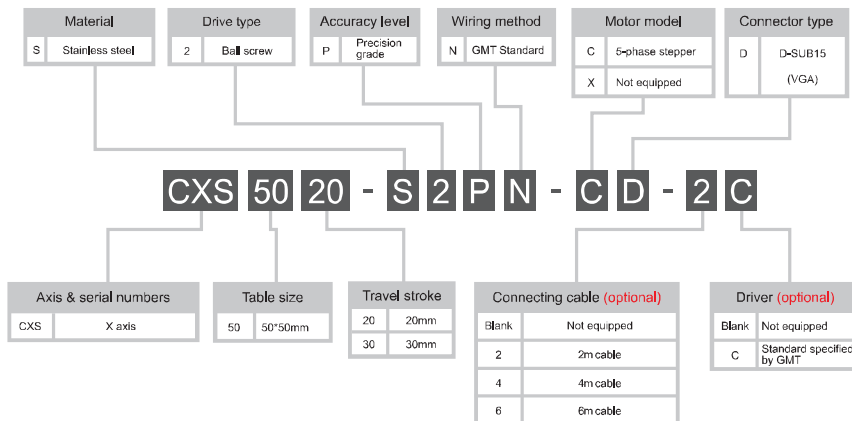 Material
S Stainless steel
Drive type
2 Ball screw
Accuracy level
P Precision
grade
Wiring method
N GMT Standard
Motor model
C 5-phase stepper
X Not equipped
Connector type
D D-SUB15
(VGA)
CXS 50 20 - S 2 P N - C D - 2 C
Axis & serial numbers
CXS X axis
Table size
50 50*50mm
Travel stroke
20 20mm
30 30mm
Connecting cable (optional)
Blank Not equipped
2 2m cable
4 4m cable
6 6m cable
Driver (optional)
Blank Not equipped
C Standard specified
by GMT